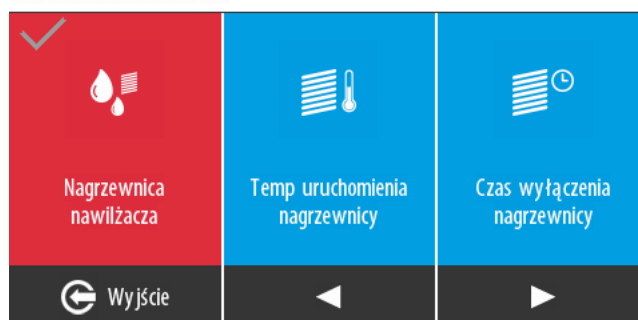 Nagrzewnica
nawilżacza
Temp uruchomienia
nagrzewnicy
Czas wyłączenia
nagrzewnicy
Wyjście